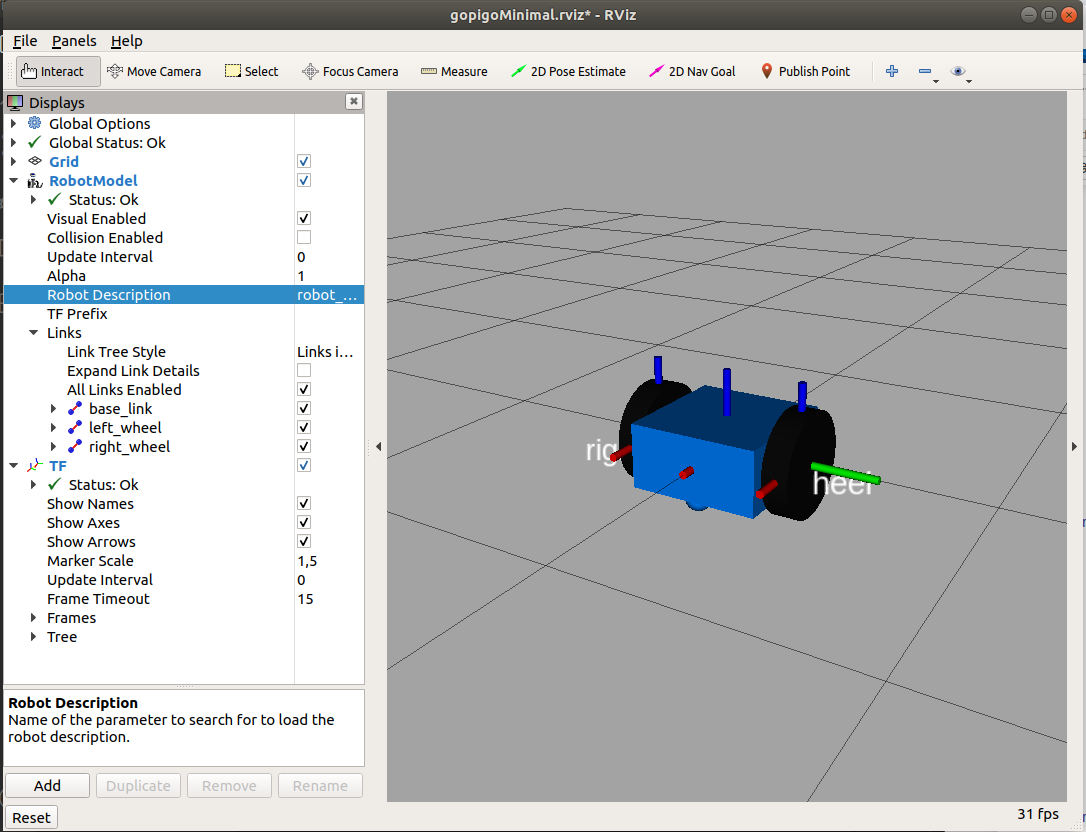 gopigoMinimal.rviz* - RViz
File Panels Help
Interact Move Camera Select Focus Camera Measure 2D Pose Estimate 2D Nav Goal Publish Point
Displays
Global Options
Global Status: Ok
Grid
RobotModel
Status: Ok
Visual Enabled
Collision Enabled
Update Interval 0
Alpha 1
Robot Description robot_...
TF Prefix
Links
Link Tree Style Links i...
Expand Link Details
All Links Enabled
base_link
left_wheel
right_wheel
TF
Status: Ok
Show Names
Show Axes
Show Arrows
Marker Scale 1,5
Update Interval 0
Frame Timeout 15
Frames
Tree
rig
heel
Robot Description
Name of the parameter to search for to load the
robot description.
Add Duplicate Remove Rename
Reset
31 fps